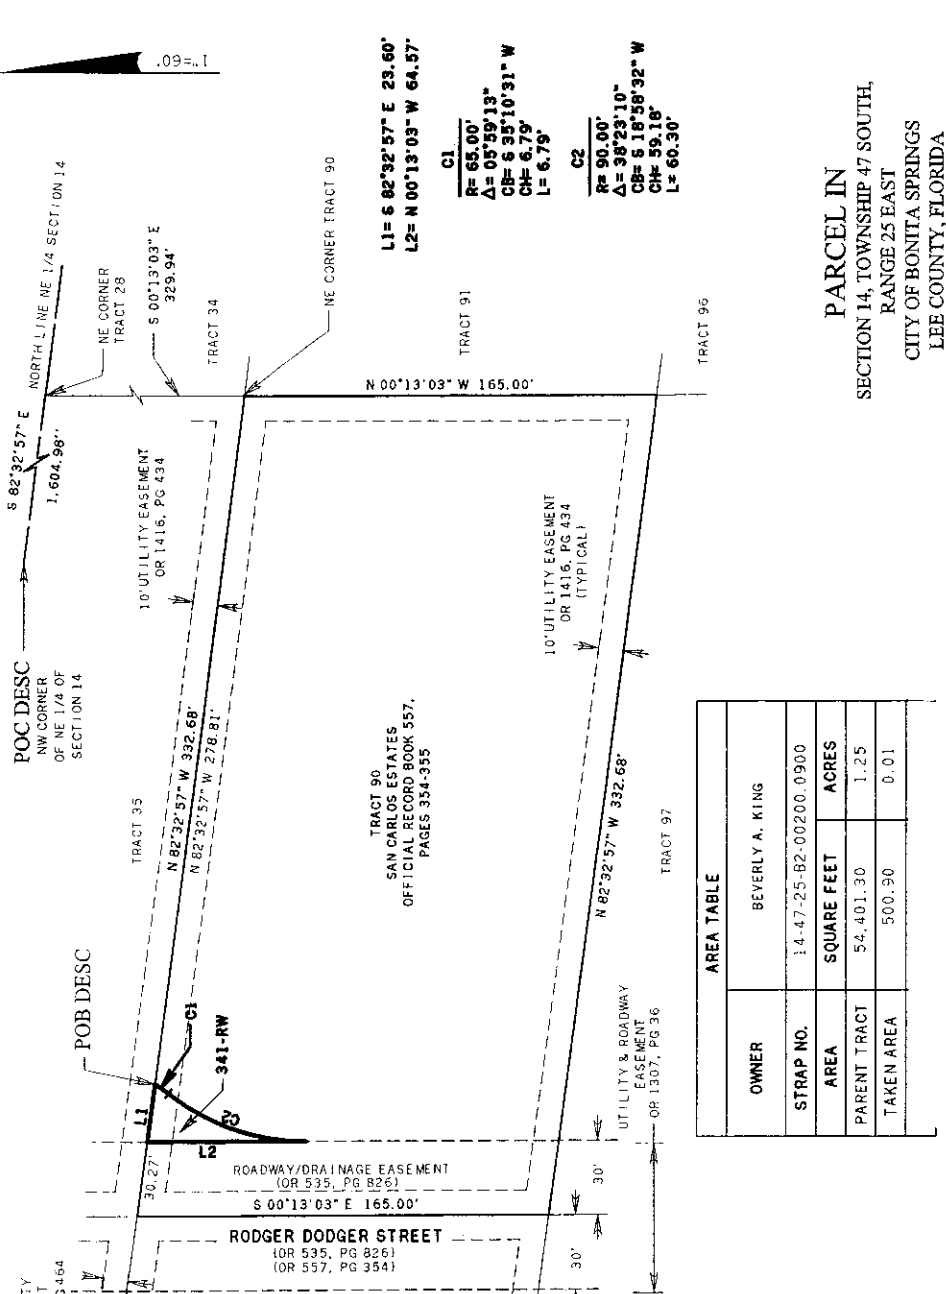 1"=60'
S 82°32'57" E
1,604.98'
NORTH LINE NE 1/4 SECTION 14
NE CORNER
TRACT 28
S 00°13'03" E
329.94'
TRACT 34
NE CORNER TRACT 90
L1= S 82°32'57" E 23.60'
L2= N 00°13'03" W 64.57'
C1
R= 65.00'
Δ= 05°59'13"
CB= S 35°10'31" W
CH= 6.79'
L= 6.79'
C2
R= 90.00'
Δ= 38°23'10"
CB= S 18°58'32" W
CH= 59.18'
L= 60.30'
TRACT 91
TRACT 96
N 00°13'03" W 165.00'
PARCEL IN
SECTION 14, TOWNSHIP 47 SOUTH,
RANGE 25 EAST
CITY OF BONITA SPRINGS
LEE COUNTY, FLORIDA
POC DESC
NW CORNER
OF NE 1/4 OF
SECTION 14
10' UTILITY EASEMENT
OR 1416, PG 434
10' UTILITY EASEMENT
OR 1416, PG 434
(TYPICAL)
TRACT 35
N 82°32'57" W 332.68'
N 82°32'57" W 278.81'
TRACT 90
SAN CARLOS ESTATES
OFFICIAL RECORD BOOK 557,
PAGES 354-355
N 82°32'57" W 332.68'
TRACT 97
POB DESC
L1
C1
341-RW
C2
L2
30.27'
ROADWAY/DRAINAGE EASEMENT
(OR 535, PG 826)
S 00°13'03" E 165.00'
RODGER DODGER STREET
(OR 535, PG 826)
(OR 557, PG 354)
UTILITY & ROADWAY
EASEMENT
OR 1307, PG 36
30'
30'
464
AREA TABLE
OWNER BEVERLY A. KING
STRAP NO. 14-47-25-B2-00200.0900
AREA SQUARE FEET ACRES
PARENT TRACT 54,401.30 1.25
TAKEN AREA 500.90 0.01